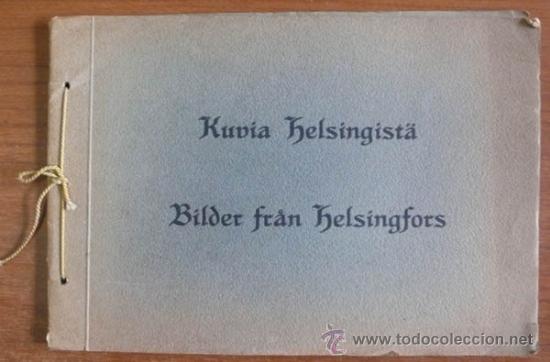 Kuvia Helsingistä
Bilder från Helsingfors
www.todocoleccion.net